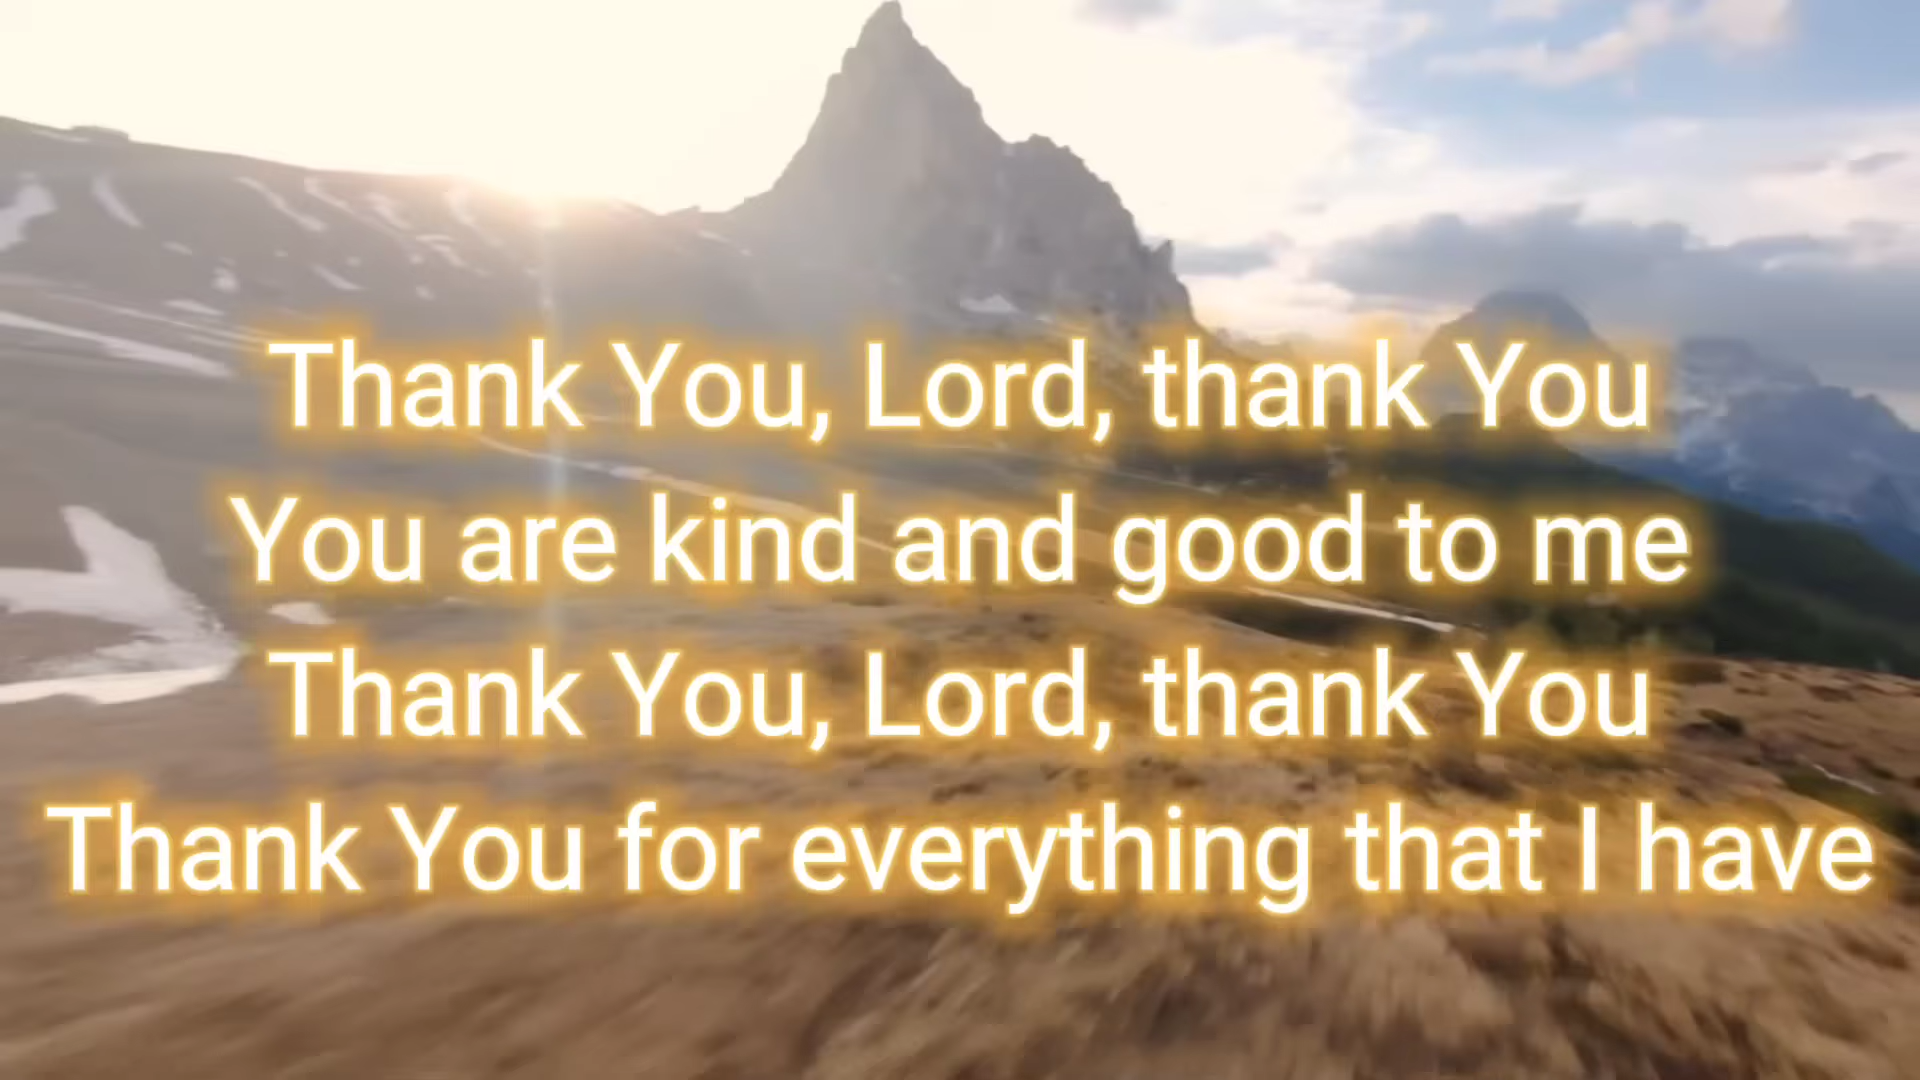 Thank You, Lord, thank You
You are kind and good to me
Thank You, Lord, thank You
Thank You for everything that I have